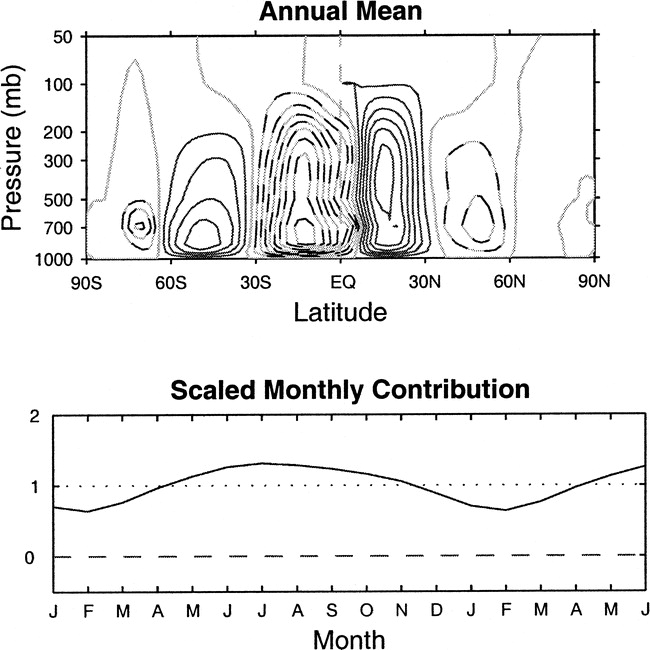 Annual Mean
50
100
200
300
500
700
1000
Pressure (mb)
90S 60S 30S EQ 30N 60N 90N
Latitude
Scaled Monthly Contribution
2
1
0
J F M A M J J A S O N D J F M A M J
Month